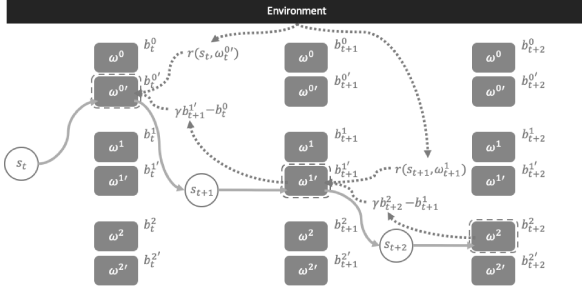 Environment
ω⁰ b_t^0 r(s_t, ω_t^{0′}) ω⁰ b_{t+1}^0 ω⁰ b_{t+2}^0
ω⁰′ b_t^{0′} ω⁰′ b_{t+1}^{0′} ω⁰′ b_{t+2}^{0′}
γb_{t+1}^{1′}−b_t^0
ω¹ b_t^1 ω¹ b_{t+1}^1 ω¹ b_{t+2}^1
s_t ω¹′ b_t^{1′} s_{t+1} ω¹′ b_{t+1}^{1′} r(s_{t+1}, ω_{t+1}^1) ω¹′ b_{t+2}^{1′}
γb_{t+2}^2−b_{t+1}^1
ω² b_t^2 ω² b_{t+1}^2 s_{t+2} ω² b_{t+2}^2
ω²′ b_t^{2′} ω²′ b_{t+1}^{2′} ω²′ b_{t+2}^{2′}